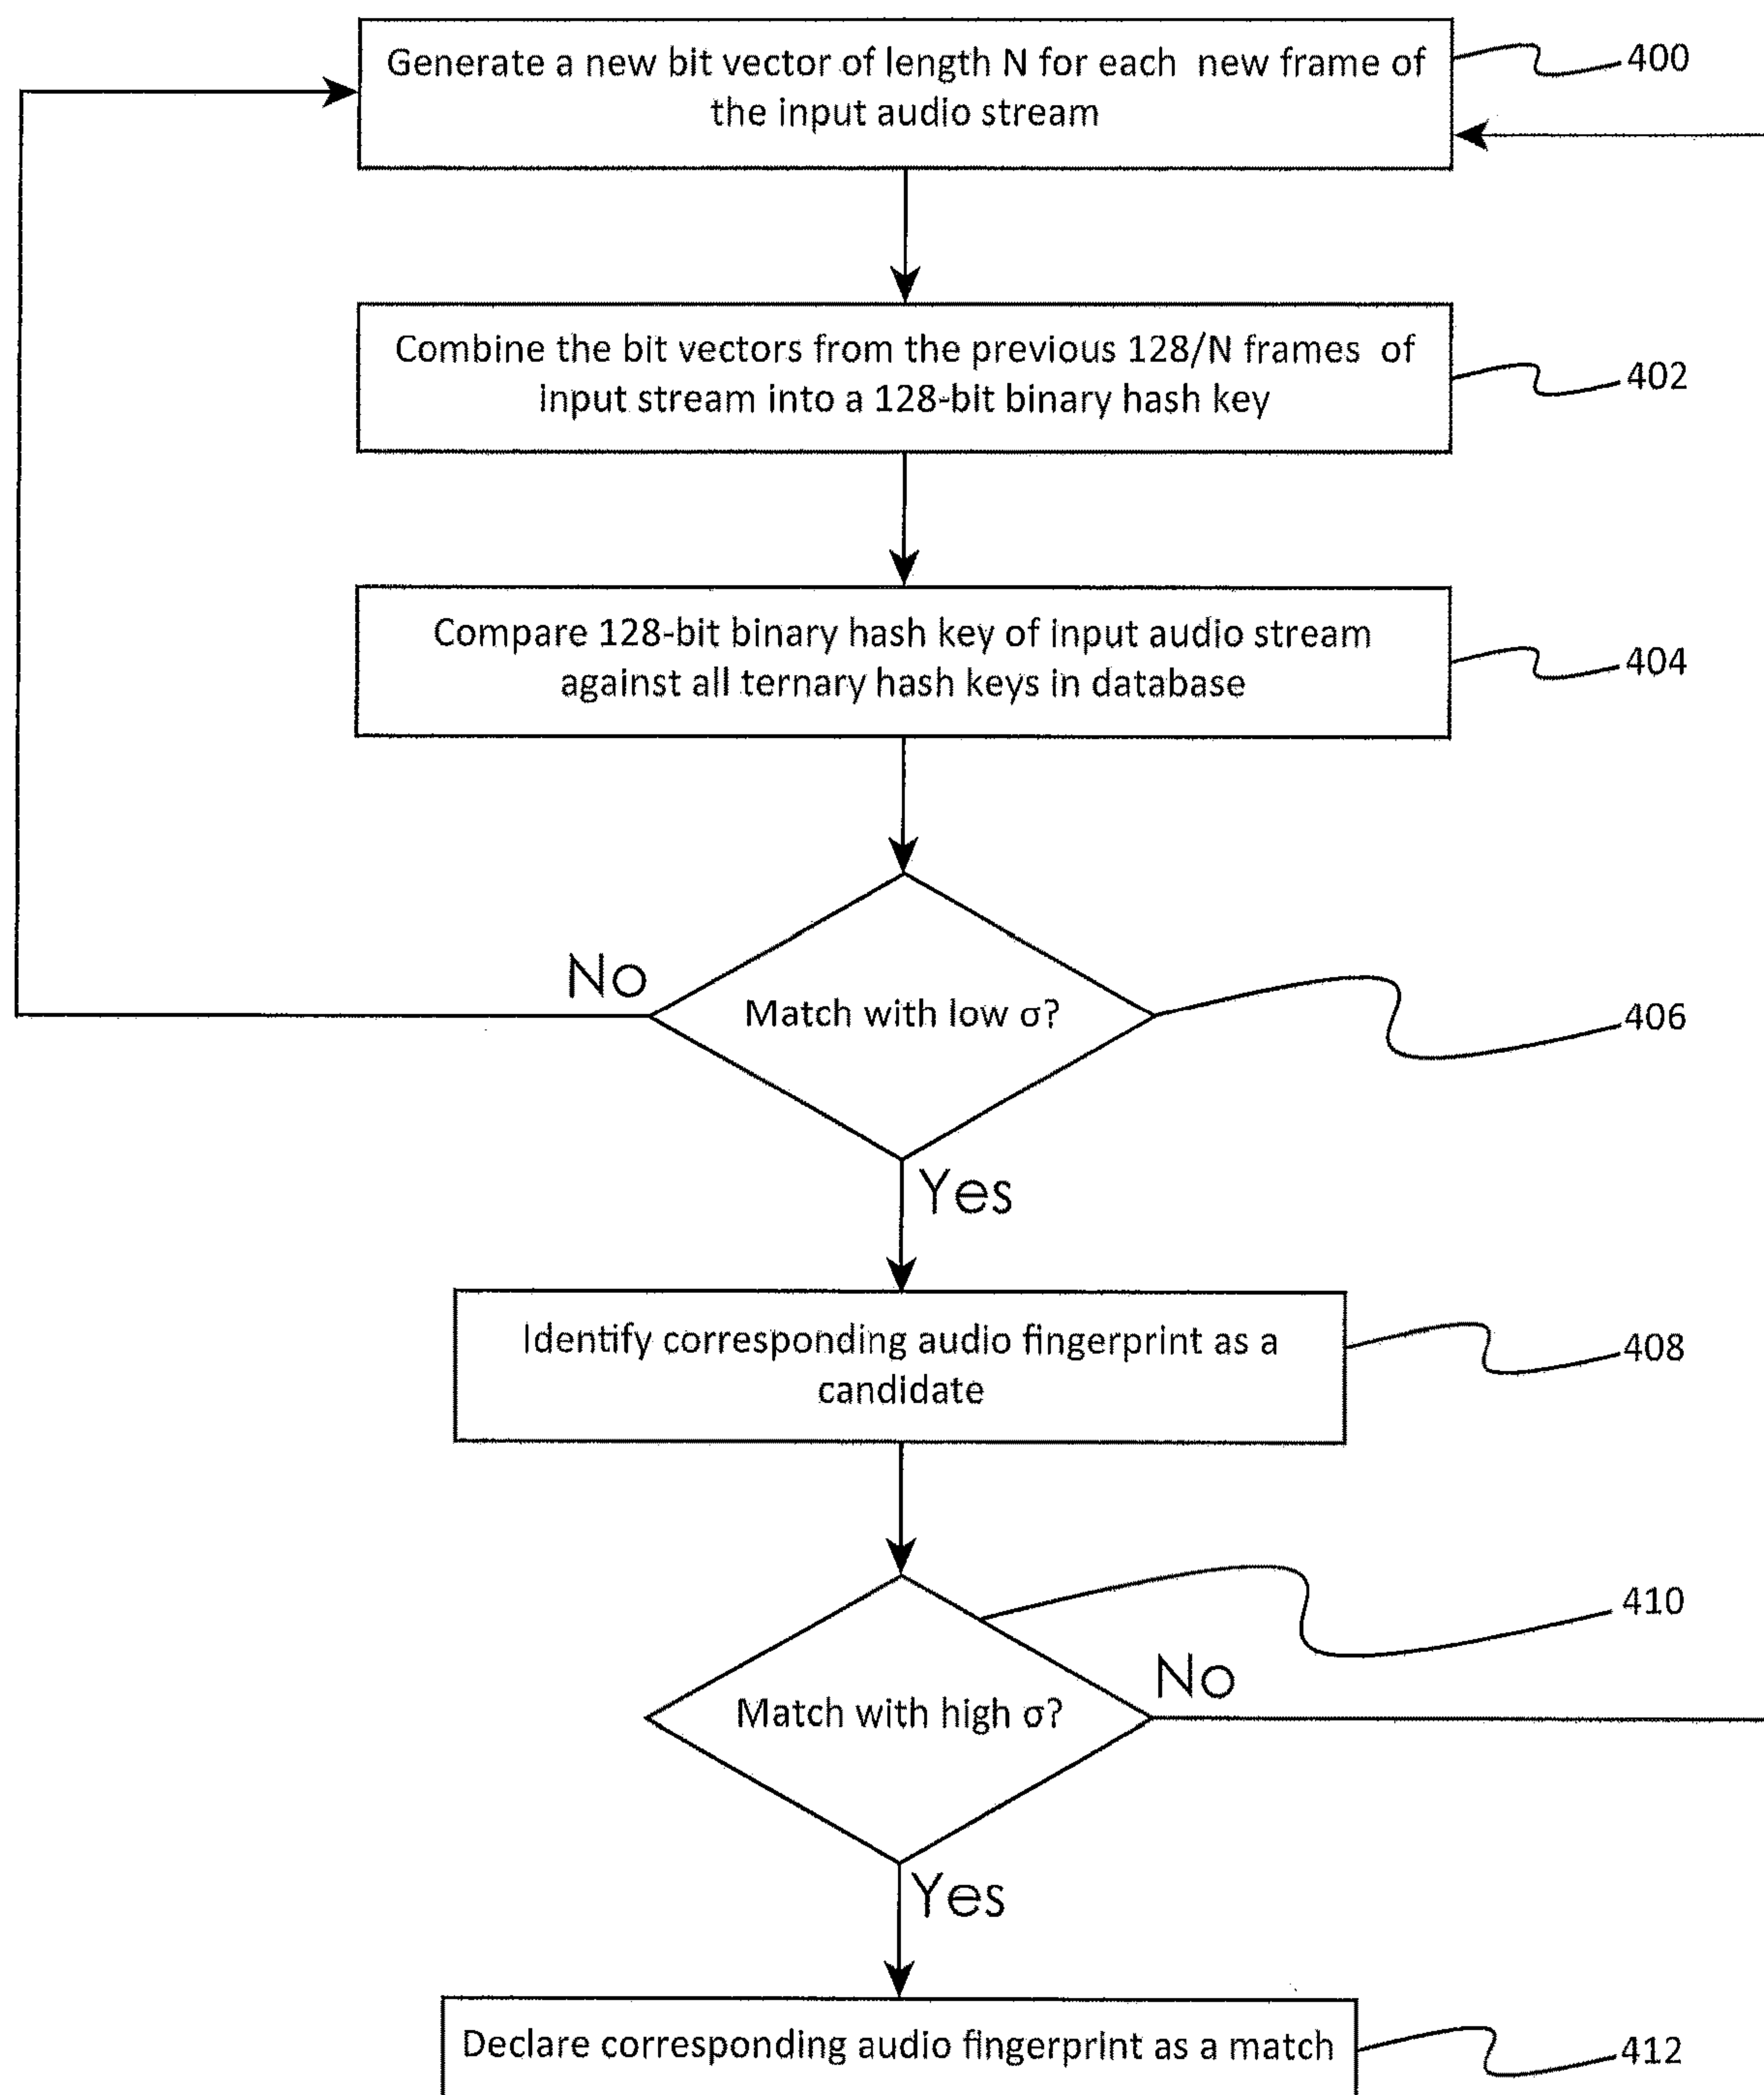 Generate a new bit vector of length N for each new frame of
the input audio stream
400
Combine the bit vectors from the previous 128/N frames of
input stream into a 128-bit binary hash key
402
Compare 128-bit binary hash key of input audio stream
against all ternary hash keys in database
404
No
Match with low σ?
406
Yes
Identify corresponding audio fingerprint as a
candidate
408
410
No
Match with high σ?
Yes
Declare corresponding audio fingerprint as a match
412